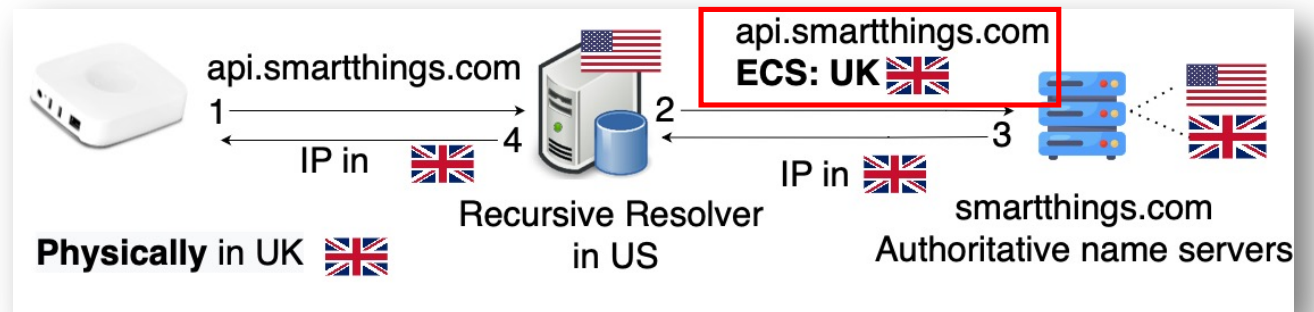 api.smartthings.com
1
4
IP in
Physically in UK
Recursive Resolver
in US
api.smartthings.com
ECS: UK
2
3
IP in
smartthings.com
Authoritative name servers